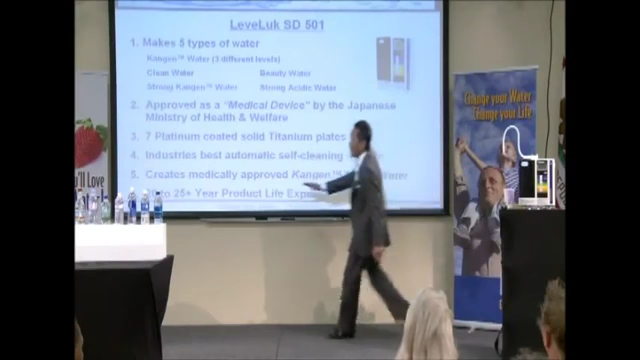 LeveLuk SD 501
1. Makes 5 types of water
Kangen™ Water (3 different levels)
Clean Water Beauty Water
Strong Kangen™ Water Strong Acidic Water
2. Approved as a "Medical Device" by the Japanese
Ministry of Health & Welfare
3. 7 Platinum coated solid Titanium plates
4. Industries best automatic self-cleaning
5. Creates medically approved Kangen
to 25+ Year Product Life
Change your Water
Change your Life
'll Love